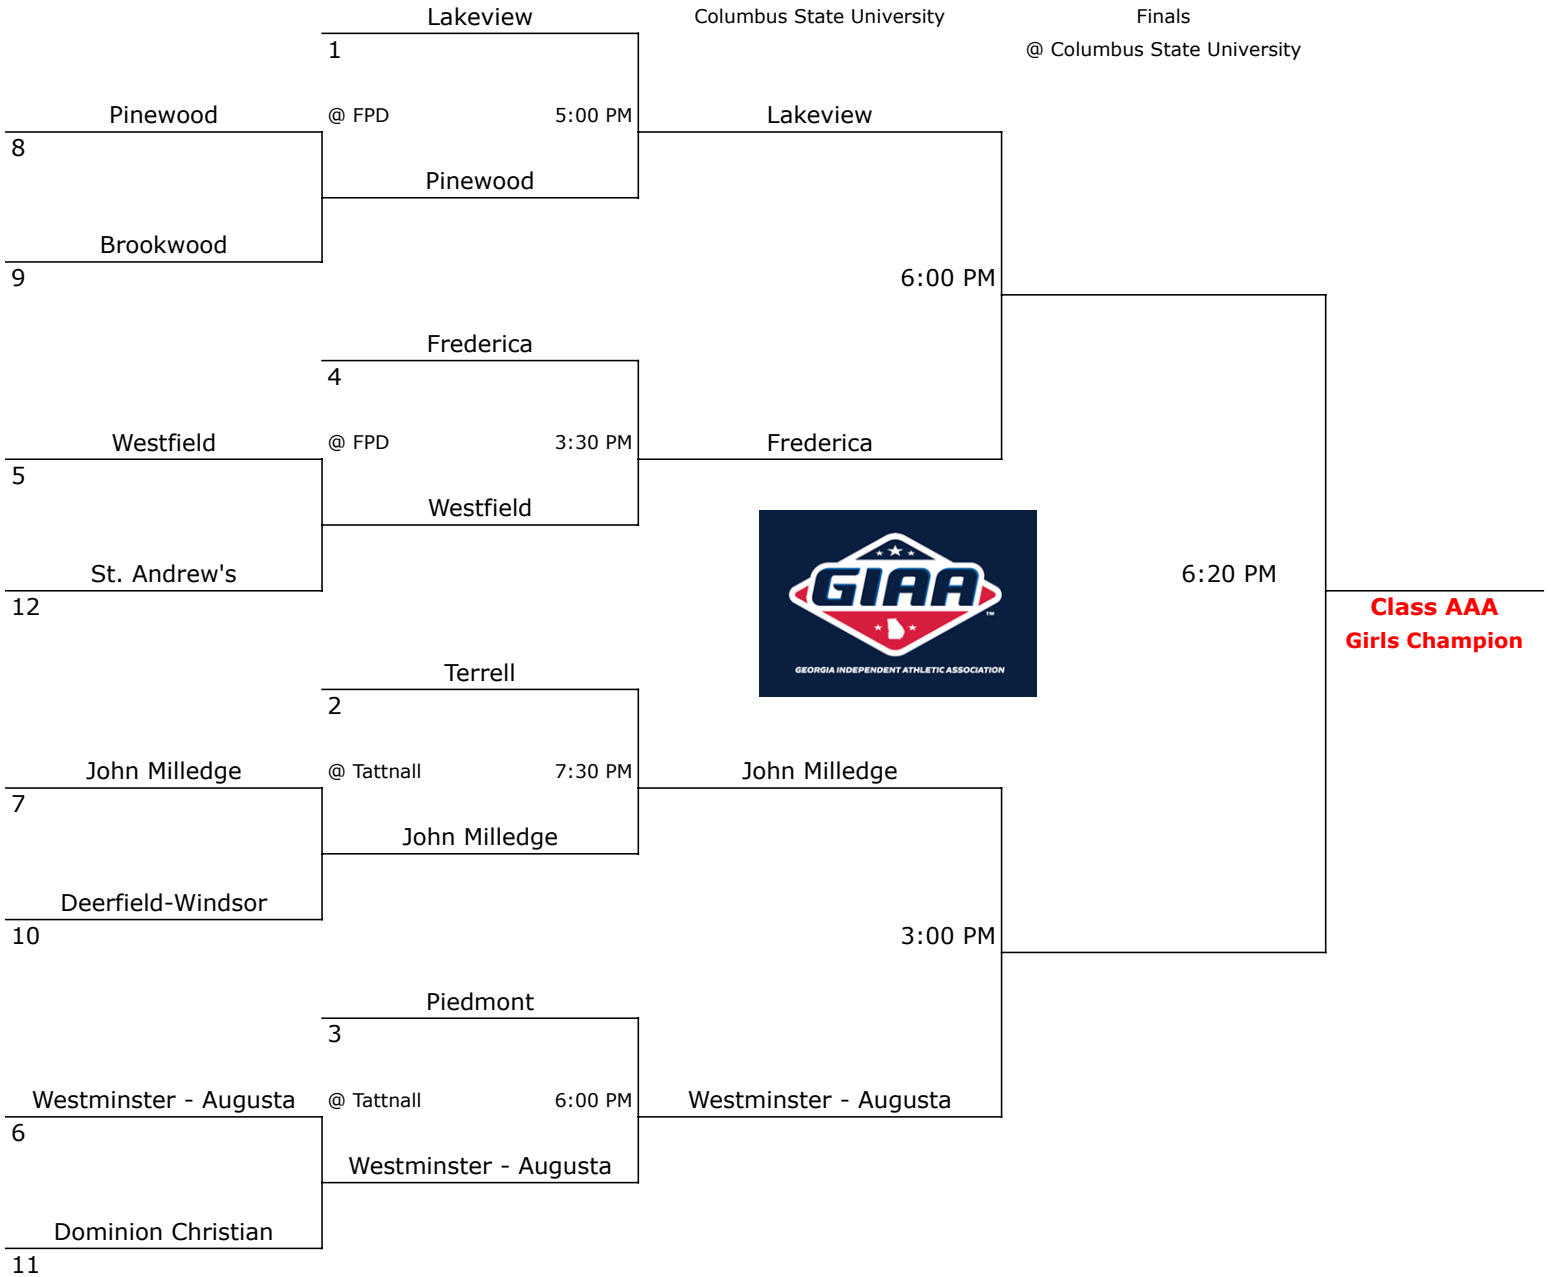 Lakeview
Columbus State University
Finals
1
@ Columbus State University
Pinewood
@ FPD
5:00 PM
Lakeview
8
Pinewood
Brookwood
9
6:00 PM
Frederica
4
Westfield
@ FPD
3:30 PM
Frederica
5
Westfield
St. Andrew's
12
GIAA
TM
GEORGIA INDEPENDENT ATHLETIC ASSOCIATION
6:20 PM
Class AAA
Girls Champion
Terrell
2
John Milledge
@ Tattnall
7:30 PM
John Milledge
7
John Milledge
Deerfield-Windsor
10
3:00 PM
Piedmont
3
Westminster - Augusta
@ Tattnall
6:00 PM
Westminster - Augusta
6
Westminster - Augusta
Dominion Christian
11